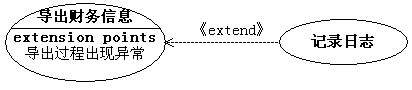 导出财务信息
extension points
导出过程出现异常
《extend》
记录日志